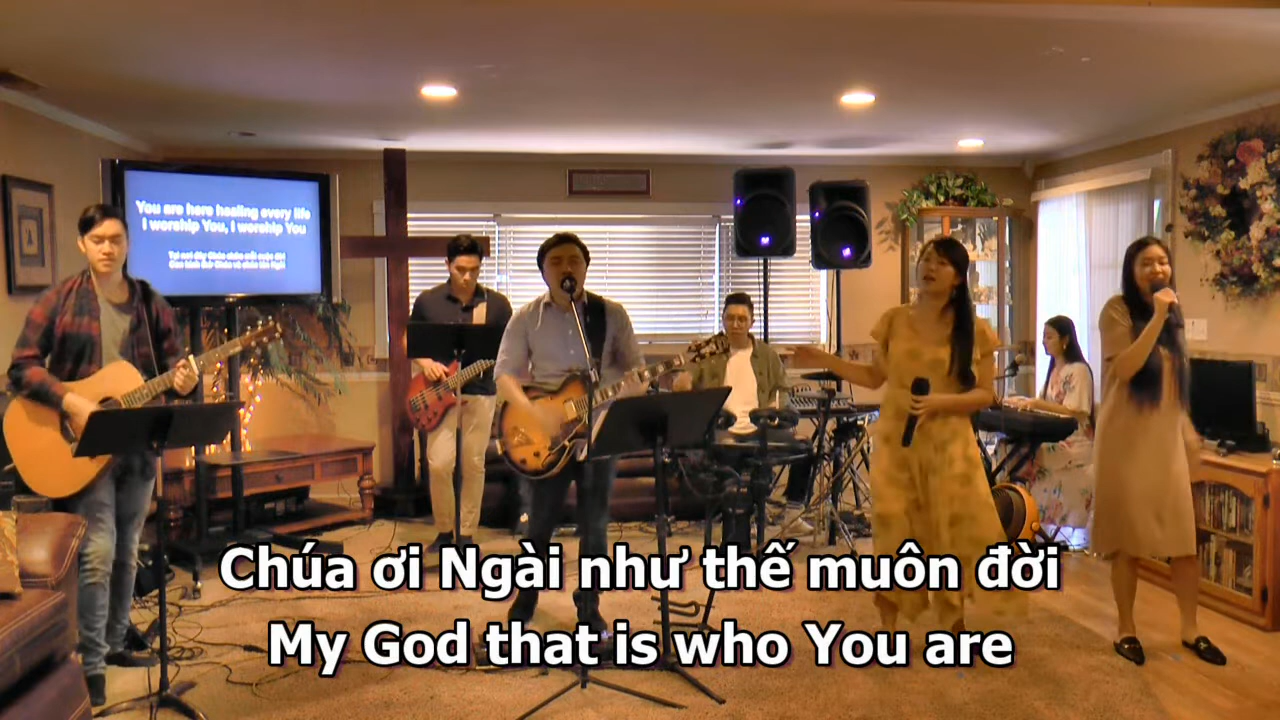 You are here healing every life
I worship You, I worship You
Chúa ơi Ngài như thế muôn đời
My God that is who You are